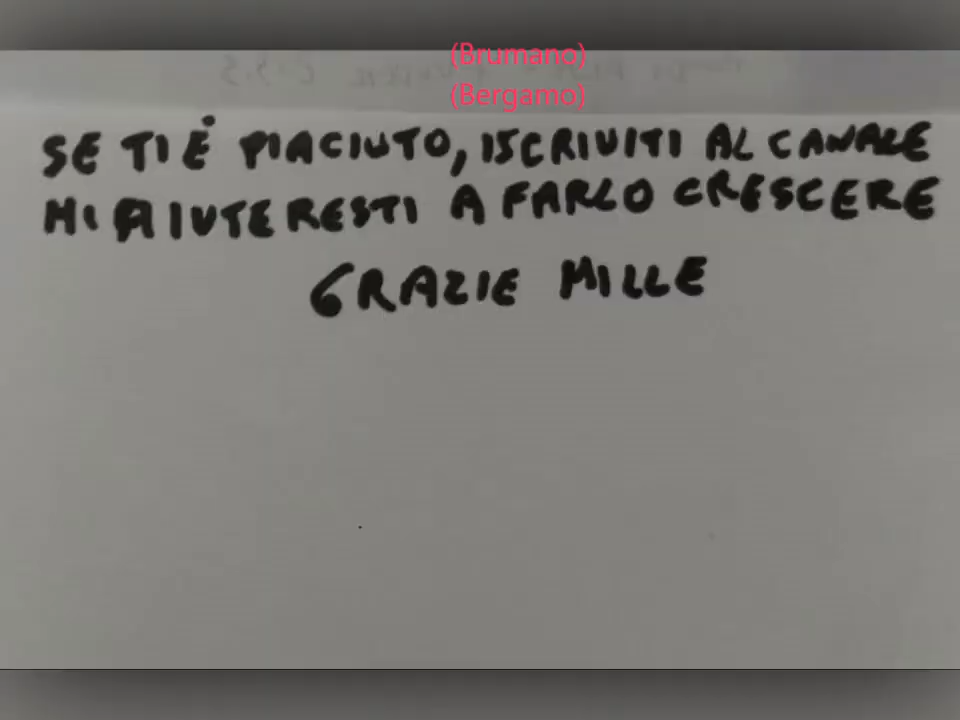 (Brumano)
(Bergamo)
SE TI È PIACIUTO, ISCRIVITI AL CANALE
MI AIUTERESTI A FARLO CRESCERE
GRAZIE MILLE